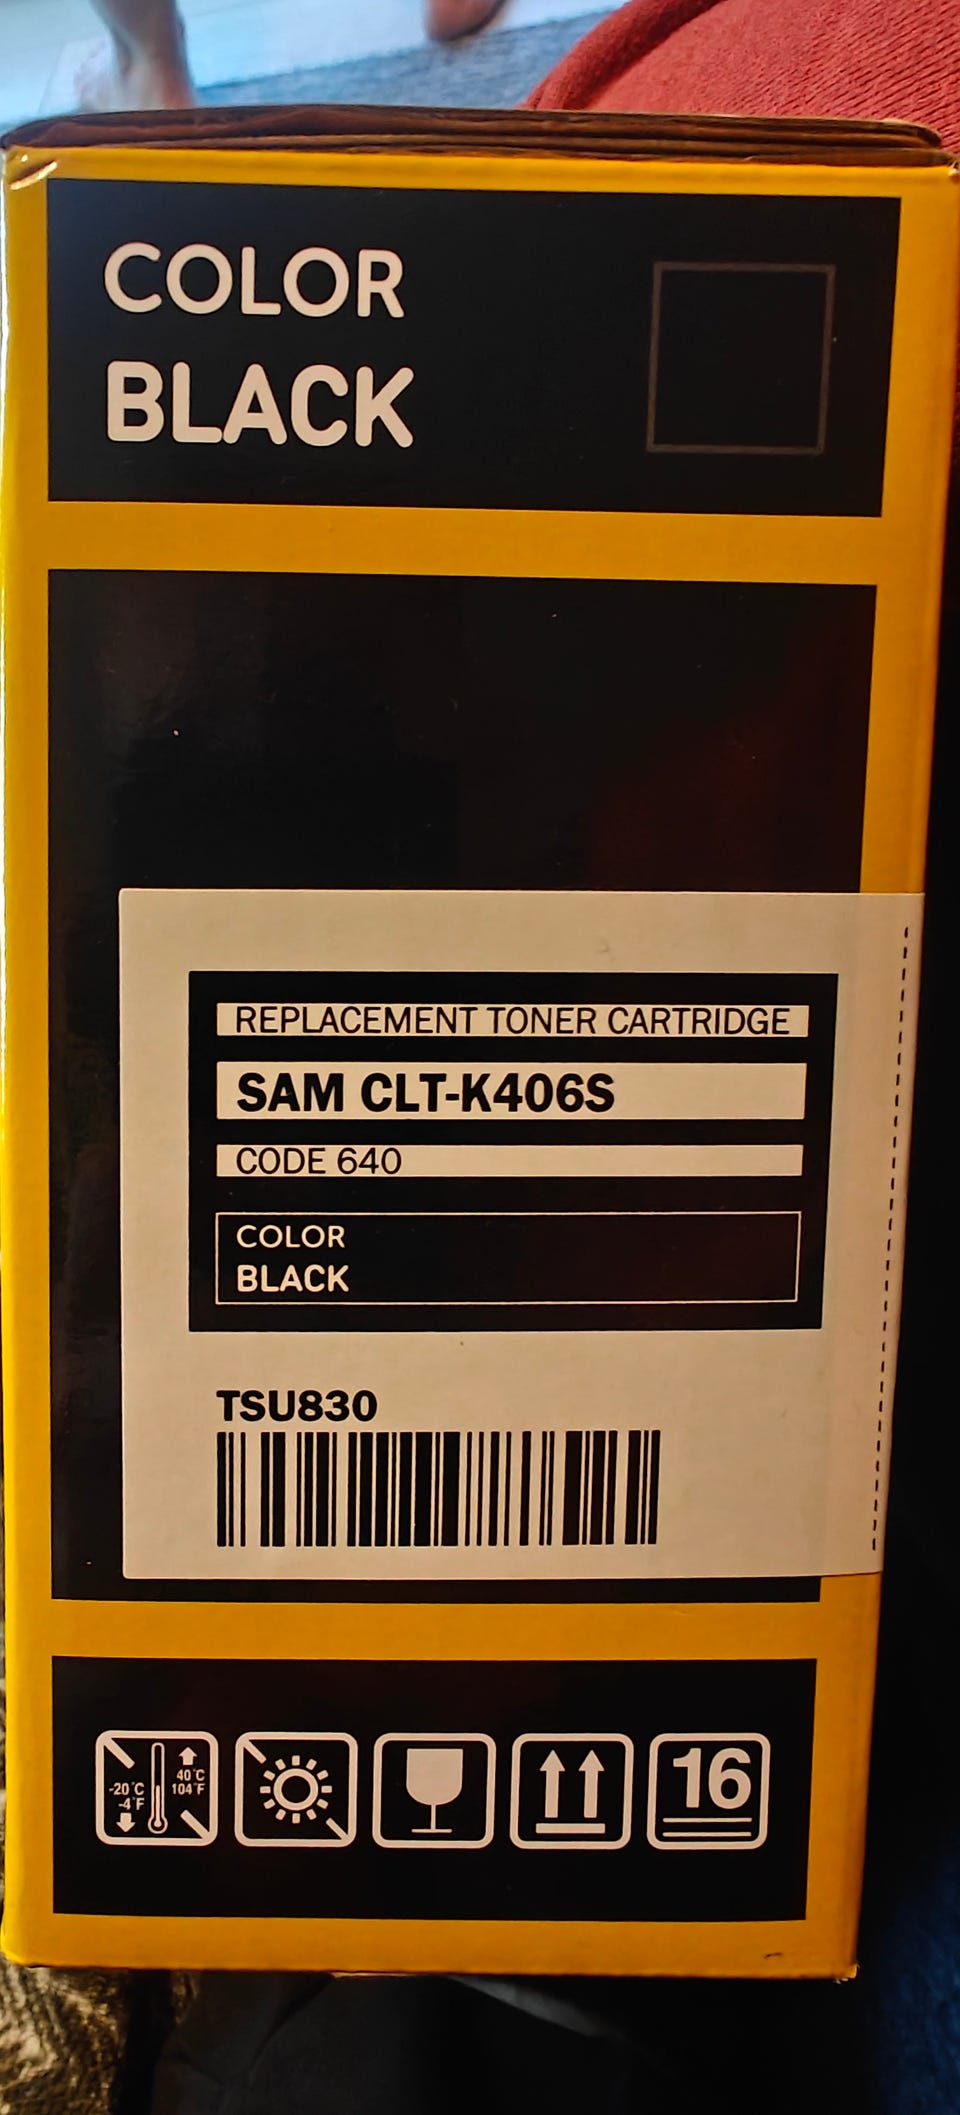 COLOR
BLACK
REPLACEMENT TONER CARTRIDGE
SAM CLT-K406S
CODE 640
COLOR
BLACK
TSU830
-20°C
-4°F
40°C
104°F
16